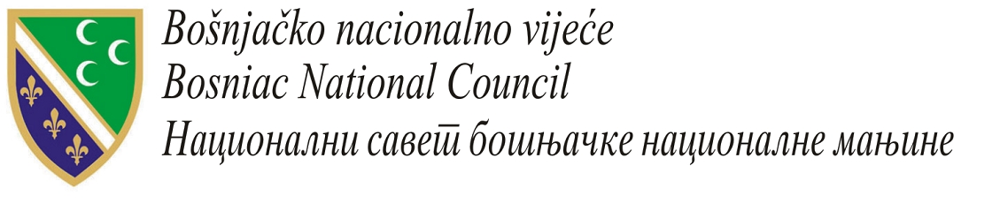 Bošnjačko nacionalno vijeće
Bosniac National Council
Национални савет бошњачке националне мањине